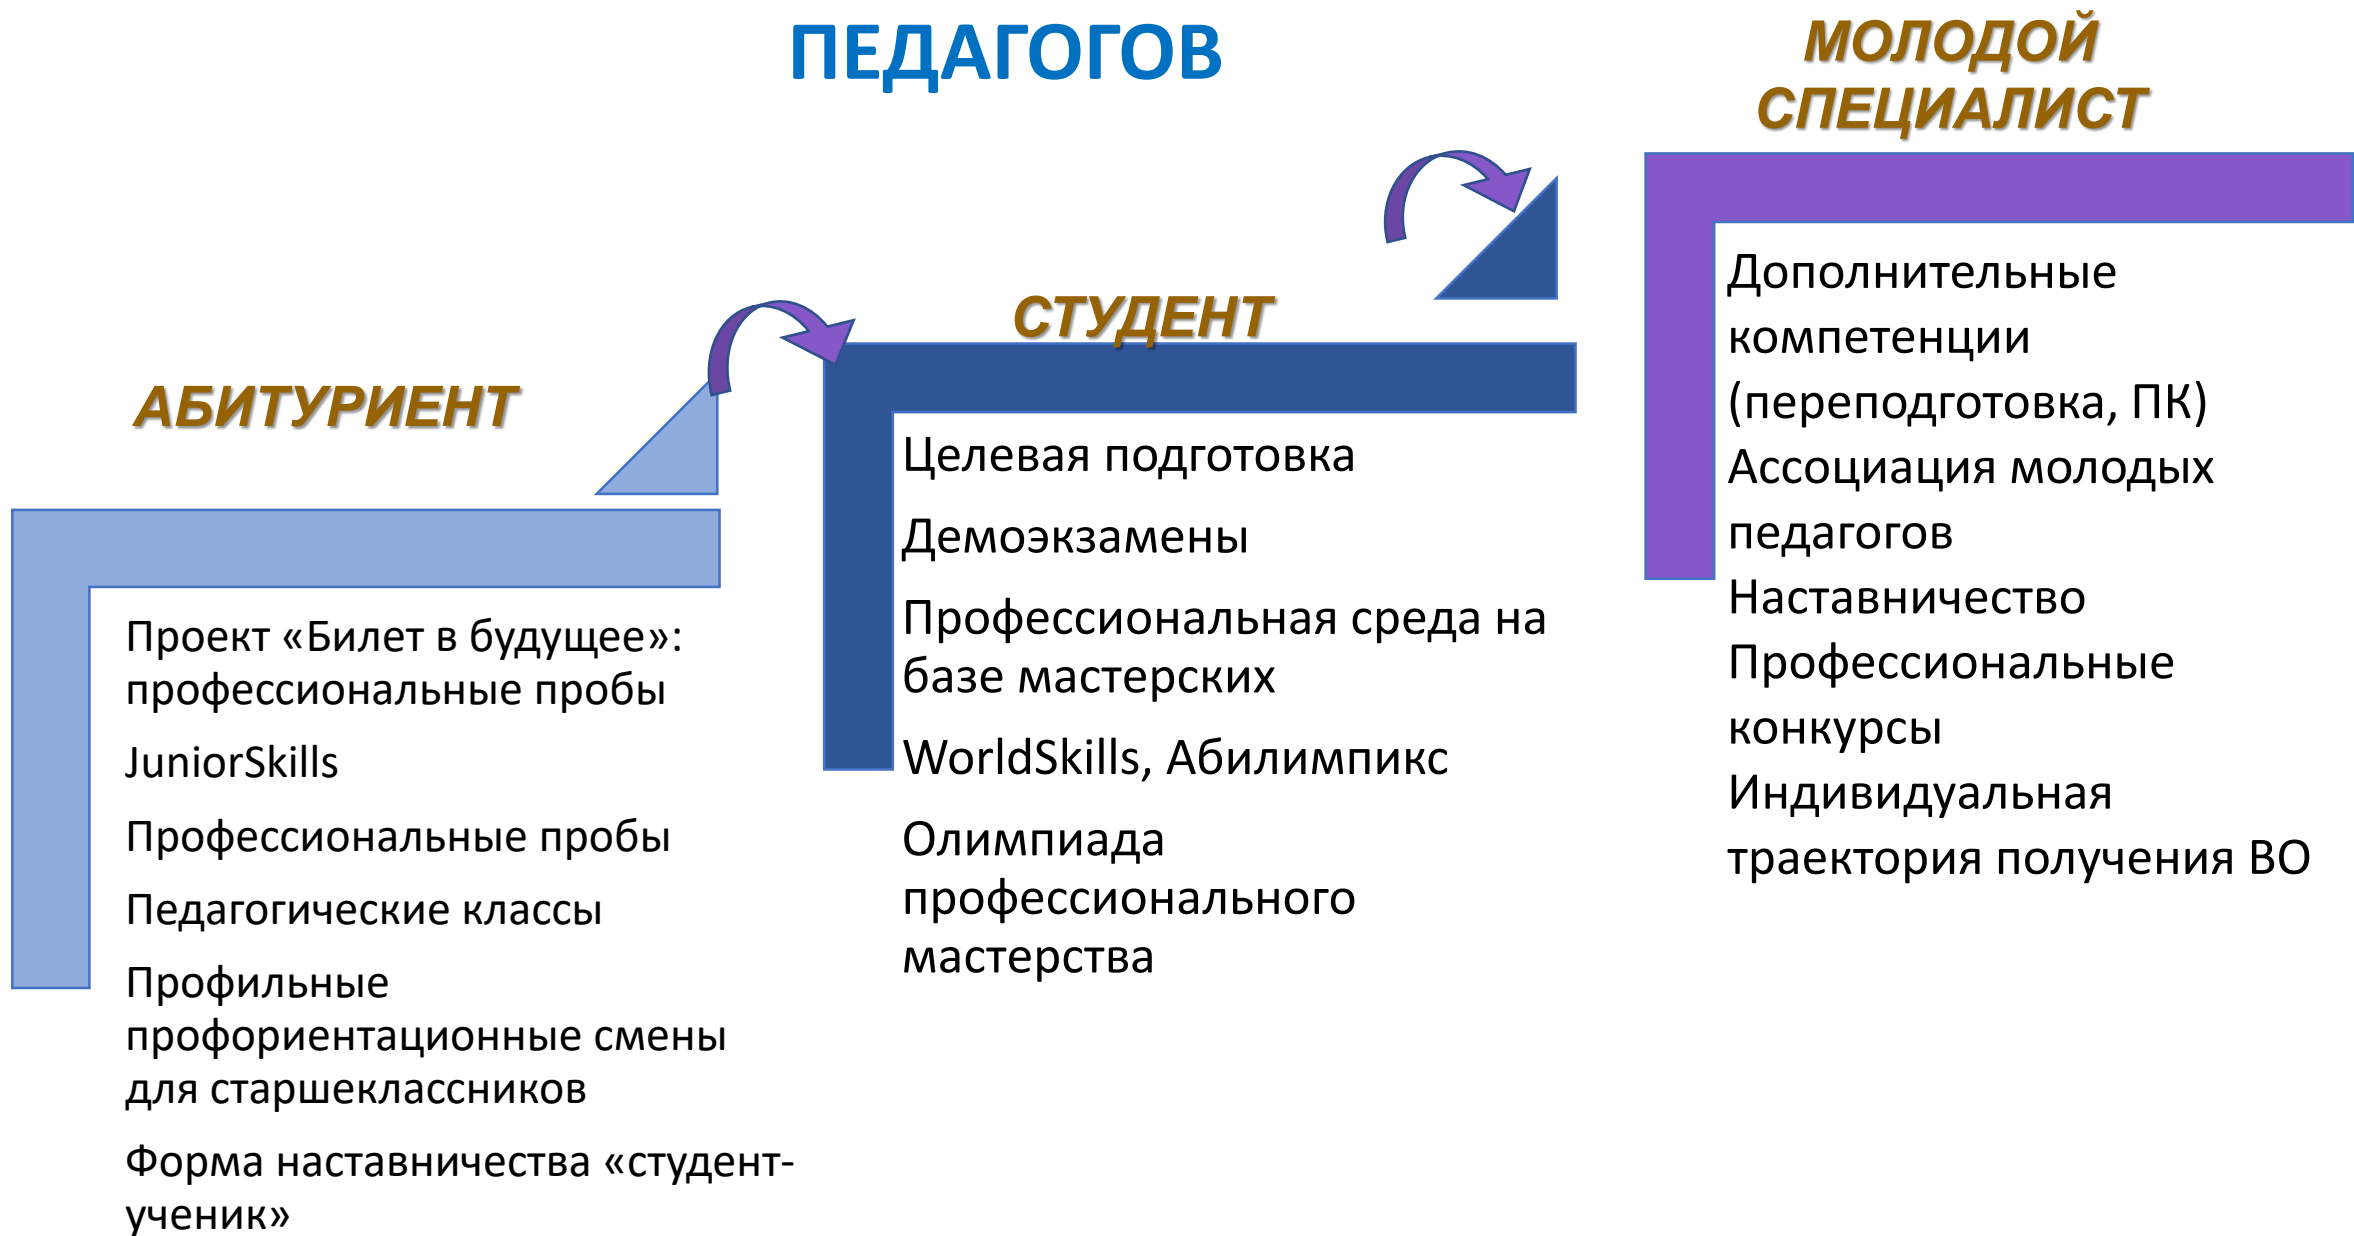 ПЕДАГОГОВ
АБИТУРИЕНТ
Проект «Билет в будущее»:
профессиональные пробы
JuniorSkills
Профессиональные пробы
Педагогические классы
Профильные
профориентационные смены
для старшеклассников
Форма наставничества «студент-
ученик»
СТУДЕНТ
Целевая подготовка
Демоэкзамены
Профессиональная среда на
базе мастерских
WorldSkills, Абилимпикс
Олимпиада
профессионального
мастерства
МОЛОДОЙ
СПЕЦИАЛИСТ
Дополнительные
компетенции
(переподготовка, ПК)
Ассоциация молодых
педагогов
Наставничество
Профессиональные
конкурсы
Индивидуальная
траектория получения ВО